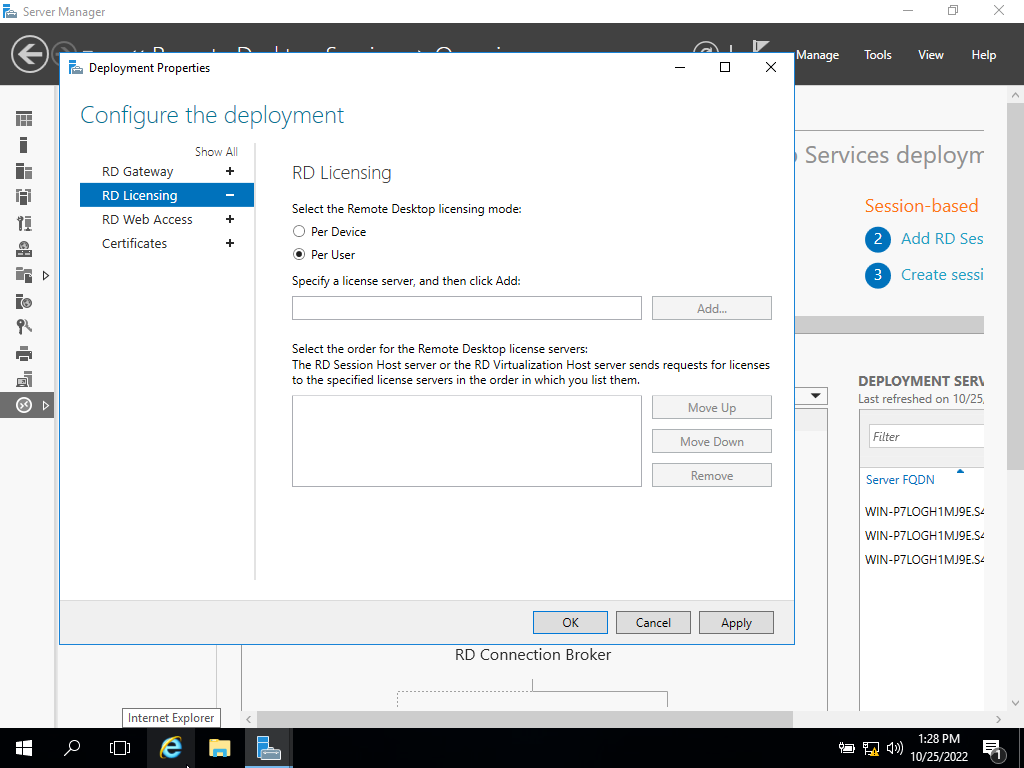 Server Manager
Manage
Tools
View
Help
Deployment Properties
Configure the deployment
Show All
RD Gateway +
RD Licensing −
RD Web Access +
Certificates +
RD Licensing
Select the Remote Desktop licensing mode:
Per Device
Per User
Specify a license server, and then click Add:
Add...
Select the order for the Remote Desktop license servers:
The RD Session Host server or the RD Virtualization Host server sends requests for licenses
to the specified license servers in the order in which you list them.
Move Up
Move Down
Remove
OK
Cancel
Apply
Services deploym
Session-based
2 Add RD Ses
3 Create sessi
DEPLOYMENT SERV
Last refreshed on 10/25,
Filter
Server FQDN
WIN-P7LOGH1MJ9E.S4
WIN-P7LOGH1MJ9E.S4
WIN-P7LOGH1MJ9E.S4
RD Connection Broker
Internet Explorer
1:28 PM
10/25/2022
1